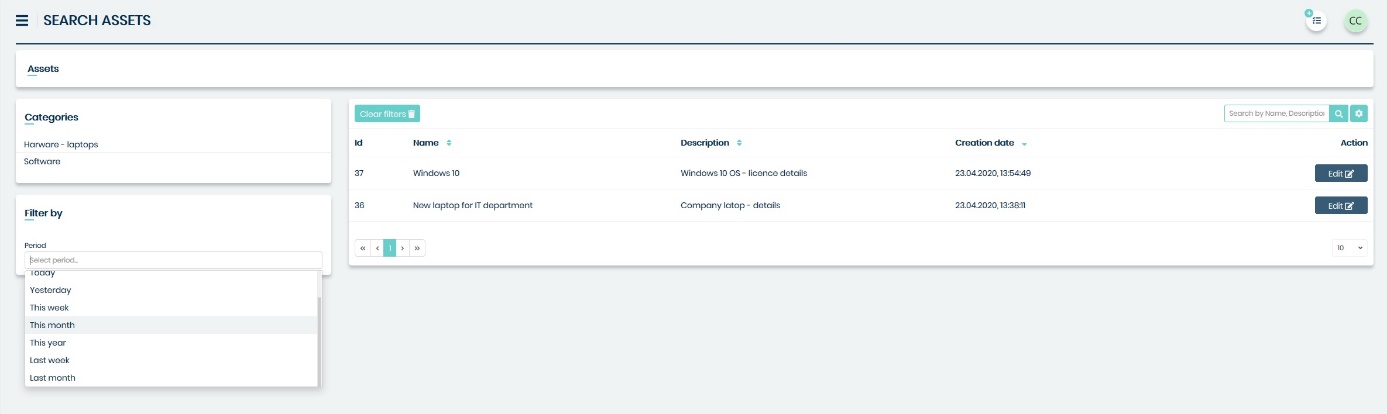 SEARCH ASSETS
CC
Assets
Categories
Harware - laptops
Software
Filter by
Period
Select period...
Today
Yesterday
This week
This month
This year
Last week
Last month
Clear filters
Search by Name, Description
Id Name Description Creation date Action
37 Windows 10 Windows 10 OS - licence details 23.04.2020, 13:54:49 Edit
36 New laptop for IT department Company latop - details 23.04.2020, 13:38:11 Edit
« ‹ 1 › »
10